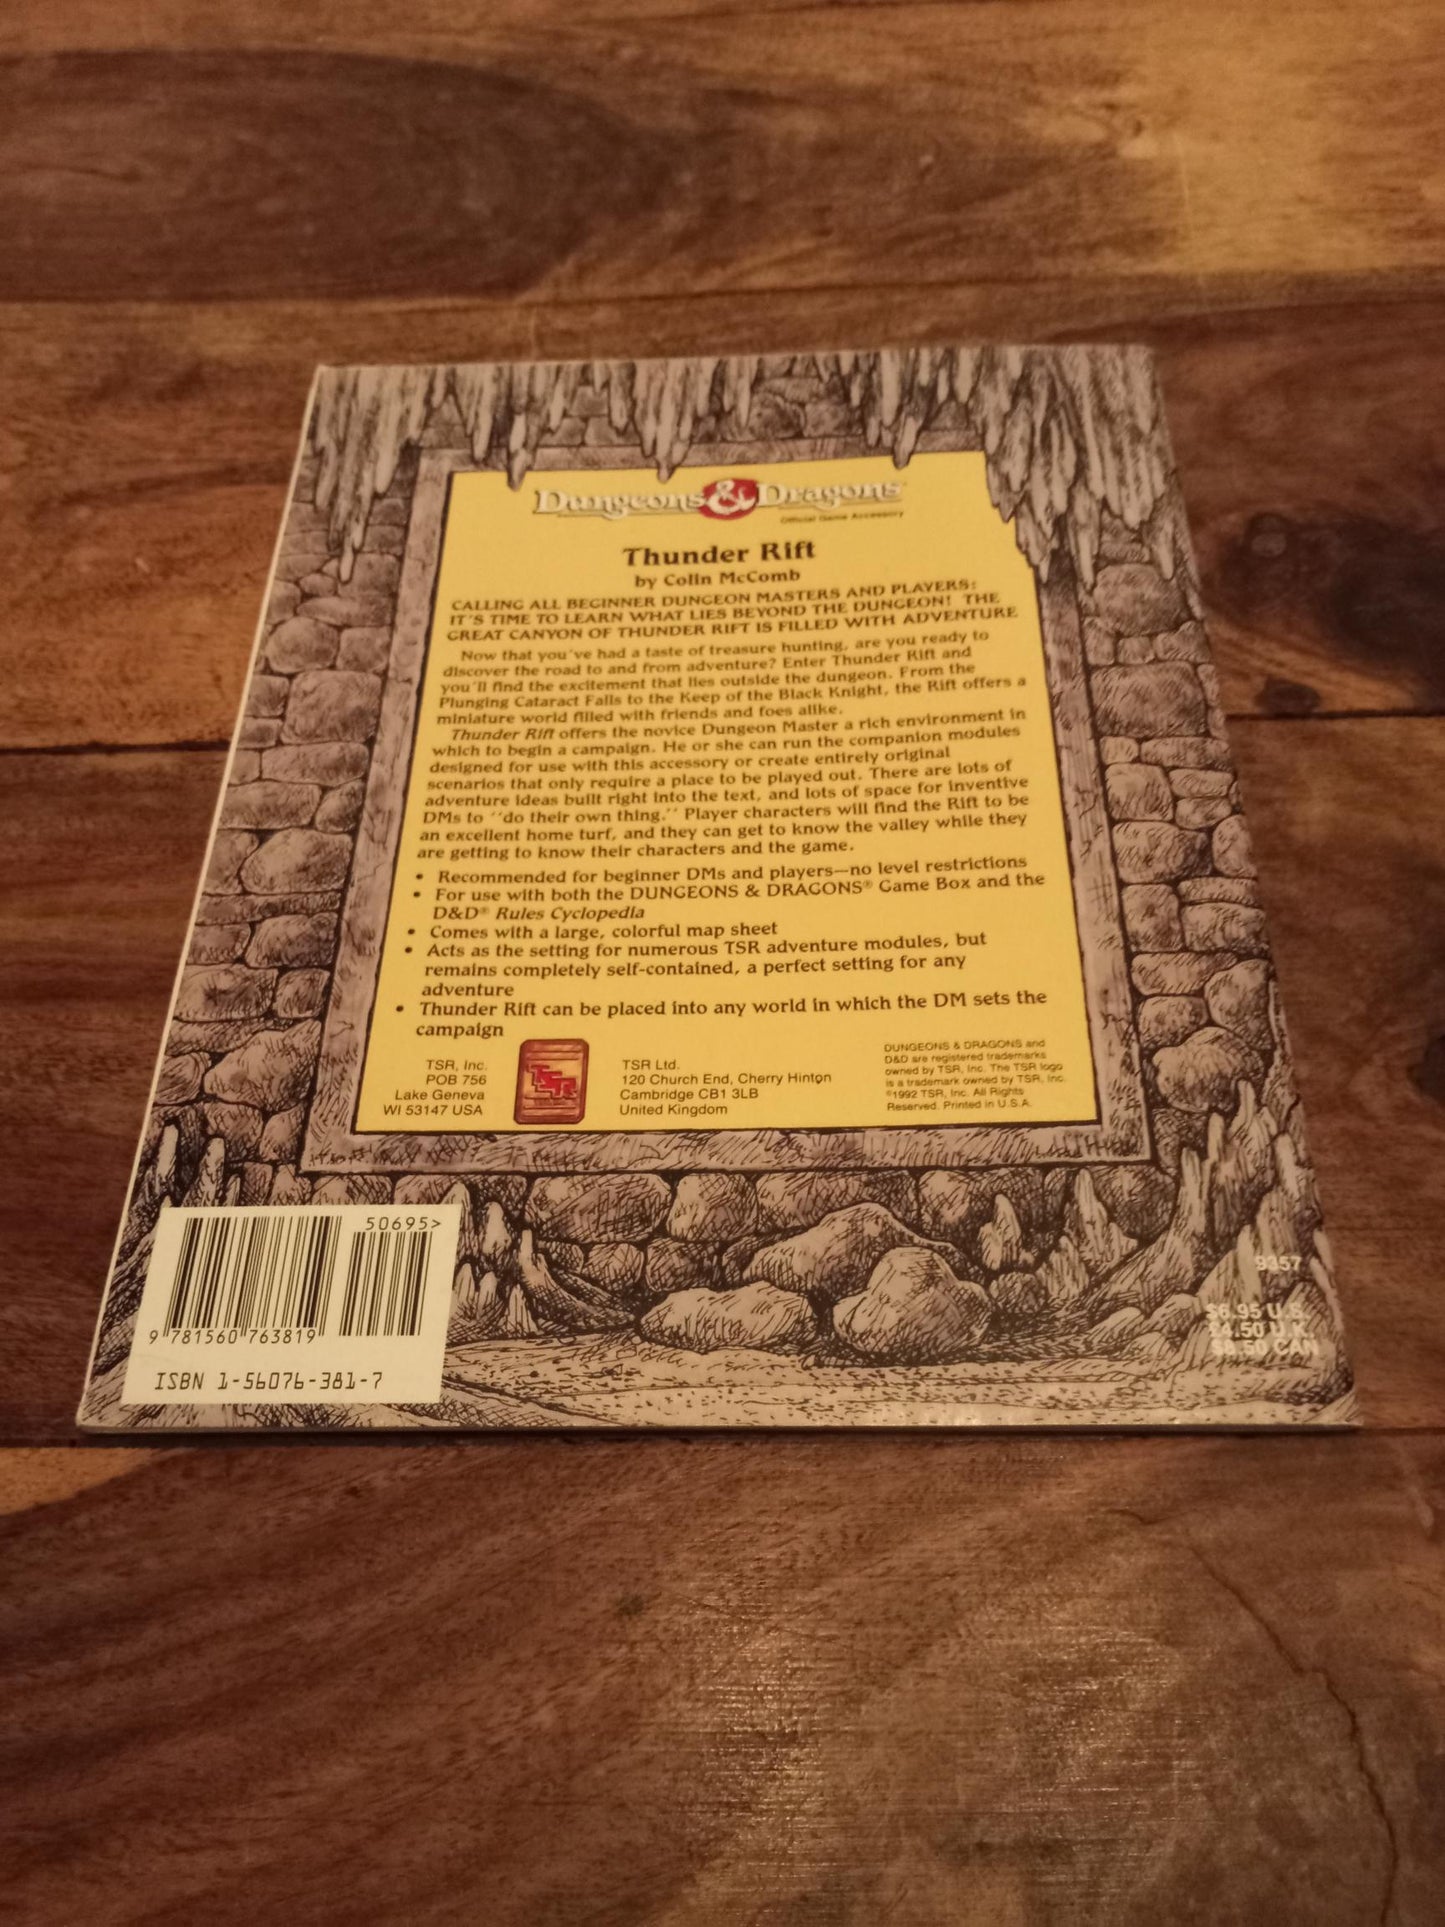 Dungeons & Dragons
Official Game Accessory
Thunder Rift
by Colin McComb
CALLING ALL BEGINNER DUNGEON MASTERS AND PLAYERS:
IT'S TIME TO LEARN WHAT LIES BEYOND THE DUNGEON! THE
GREAT CANYON OF THUNDER RIFT IS FILLED WITH ADVENTURE
Now that you've had a taste of treasure hunting, are you ready to
discover the road to and from adventure? Enter Thunder Rift and
you'll find the excitement that lies outside the dungeon. From the
Plunging Cataract Falls to the Keep of the Black Knight, the Rift offers a
miniature world filled with friends and foes alike.
Thunder Rift offers the novice Dungeon Master a rich environment in
which to begin a campaign. He or she can run the companion modules
designed for use with this accessory or create entirely original
scenarios that only require a place to be played out. There are lots of
adventure ideas built right into the text, and lots of space for inventive
DMs to "do their own thing." Player characters will find the Rift to be
an excellent home turf, and they can get to know the valley while they
are getting to know their characters and the game.
• Recommended for beginner DMs and players—no level restrictions
• For use with both the DUNGEONS & DRAGONS® Game Box and the
D&D® Rules Cyclopedia
• Comes with a large, colorful map sheet
• Acts as the setting for numerous TSR adventure modules, but
remains completely self-contained, a perfect setting for any
adventure
• Thunder Rift can be placed into any world in which the DM sets the
campaign
TSR, Inc.
POB 756
Lake Geneva
WI 53147 USA
TSR
TSR Ltd.
120 Church End, Cherry Hinton
Cambridge CB1 3LB
United Kingdom
DUNGEONS & DRAGONS and
D&D are registered trademarks
owned by TSR, Inc. The TSR logo
is a trademark owned by TSR, Inc.
©1992 TSR, Inc. All Rights
Reserved. Printed in U.S.A.
50695>
9 781560 763819
ISBN 1-56076-381-7
9357
$6.95 U.S.
£4.50 U.K.
$8.50 CAN